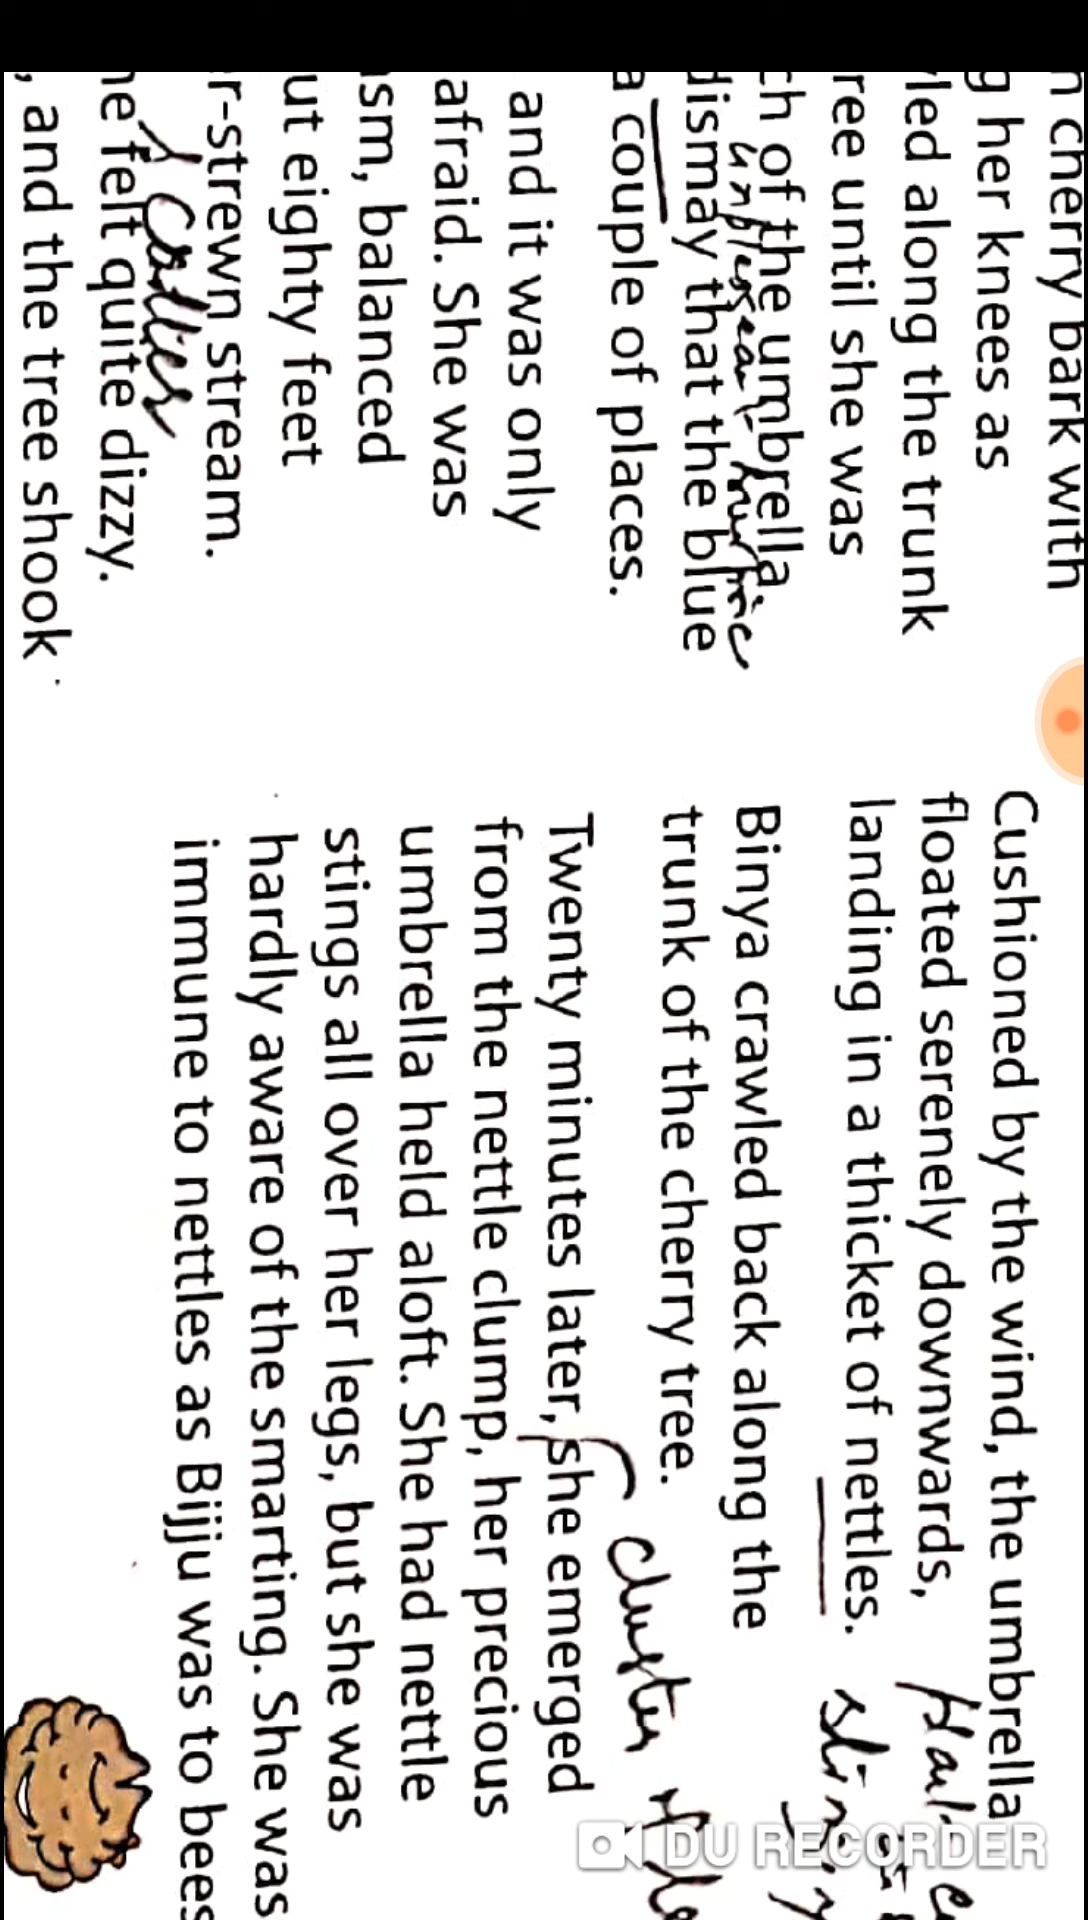 n cherry bark with
g her knees as
led along the trunk
ree until she was
ch of the umbrella
dismay that the blue
a couple of places.
and it was only
afraid. She was
sm, balanced
ut eighty feet
r-strewn stream.
ne felt quite dizzy.
, and the tree shook
Cushioned by the wind, the umbrella
floated serenely downwards,
landing in a thicket of nettles.
Binya crawled back along the
trunk of the cherry tree.
cluster of
Twenty minutes later, she emerged
from the nettle clump, her precious
umbrella held aloft. She had nettle
stings all over her legs, but she was
hardly aware of the smarting. She was
immune to nettles as Bijju was to bees
DU RECORDER